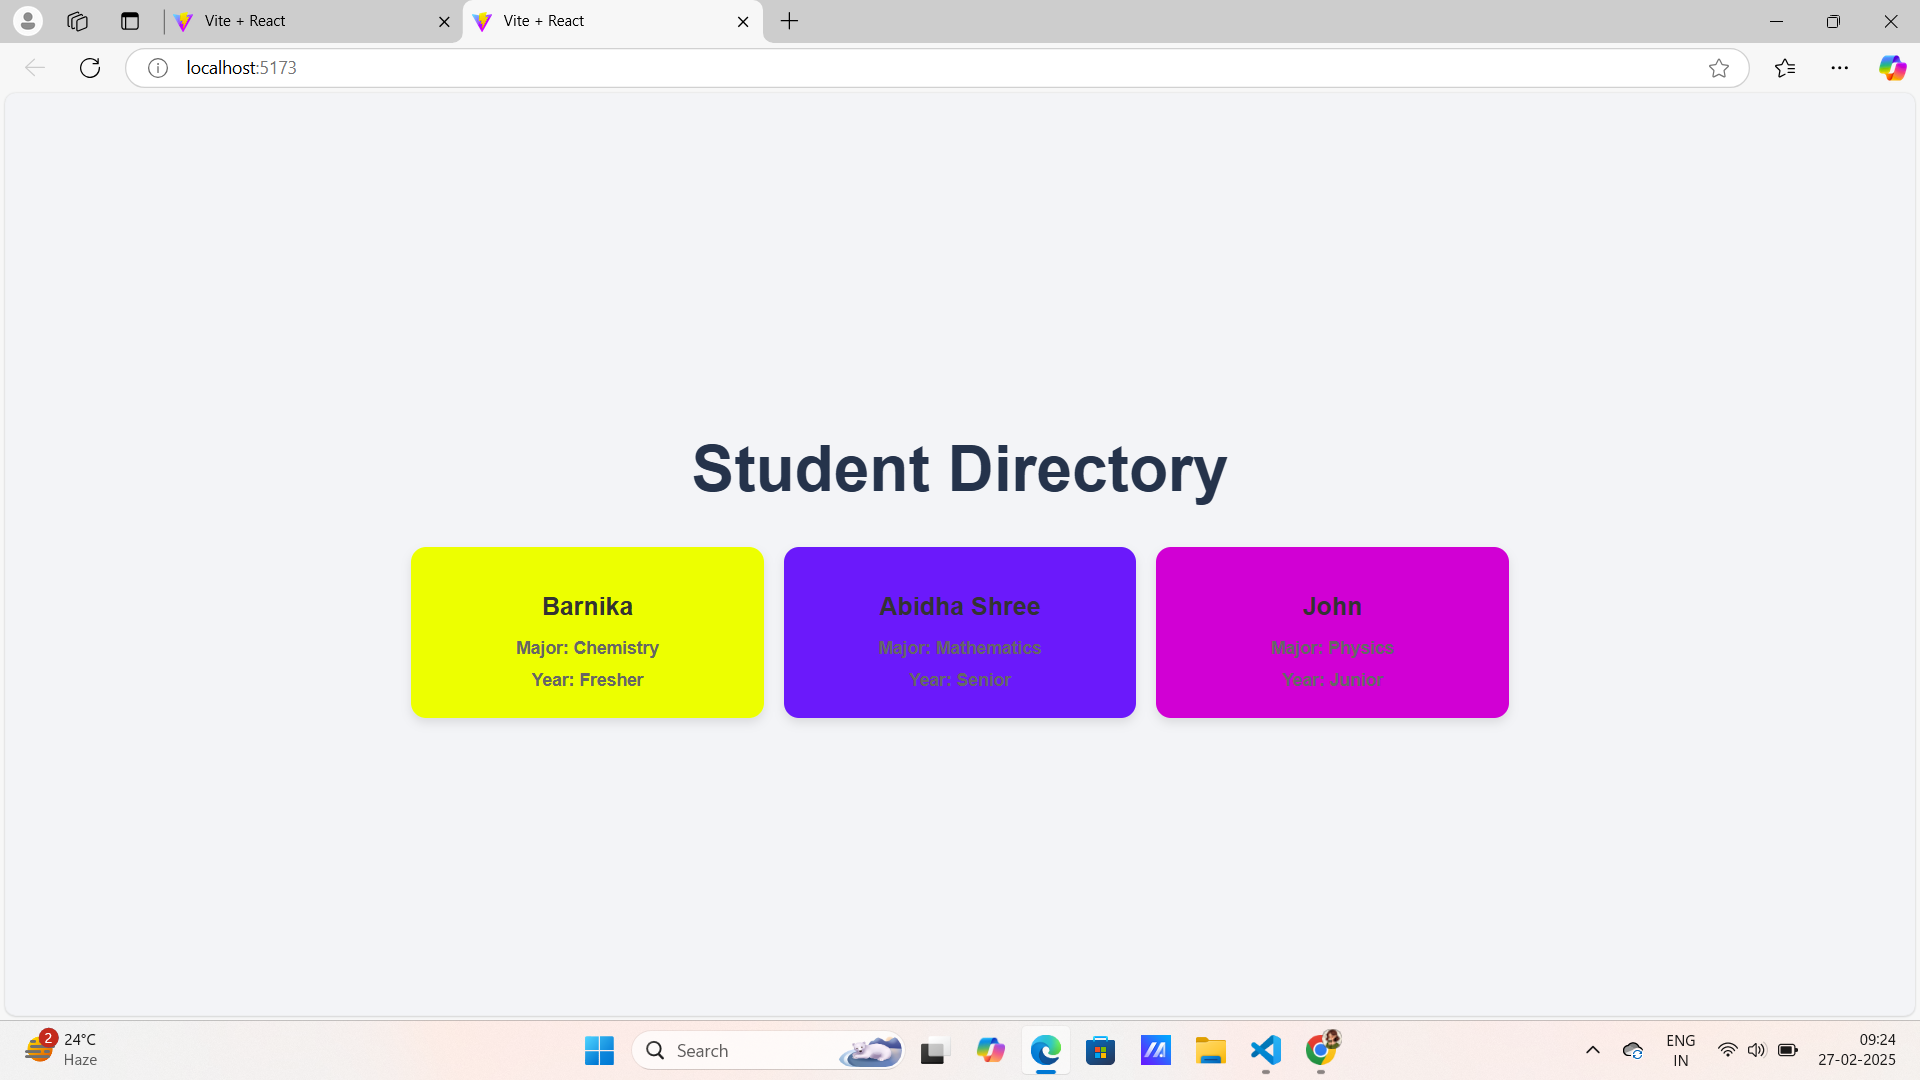 Vite + React
Vite + React
localhost:5173
Student Directory
Barnika
Major: Chemistry
Year: Fresher
Abidha Shree
Major: Mathematics
Year: Senior
John
Major: Physics
Year: Junior
2
24°C
Haze
Search
ENG
IN
09:24
27-02-2025